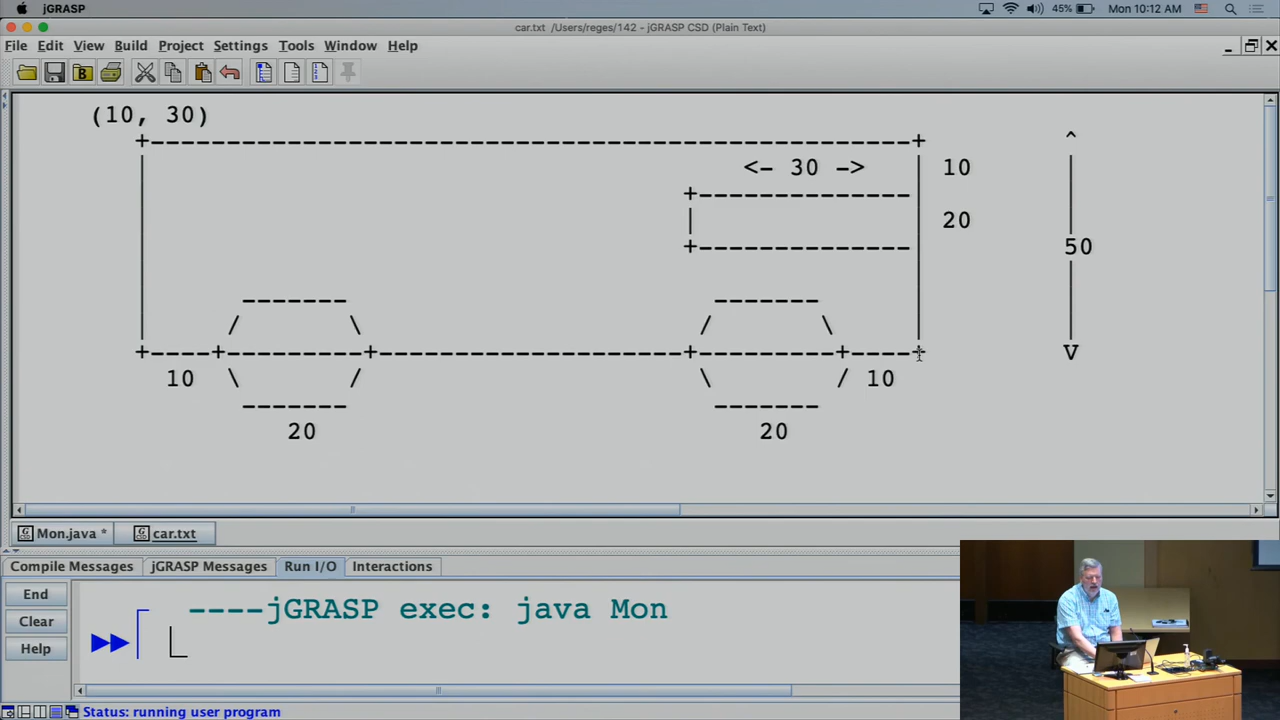 jGRASP
45%
Mon 10:12 AM
car.txt /Users/reges/142 - jGRASP CSD (Plain Text)
File Edit View Build Project Settings Tools Window Help
(10, 30)
+--------------------------------------------------+ ^
| <- 30 -> | 10 |
| +-------------- | |
| | | 20 |
| +-------------- | 50
| | |
| ------- ------- | |
| / \ / \ | |
+----+---------+--------------------+---------+----+ V
10 \ / \ / 10
------- -------
20 20
Mon.java * car.txt
Compile Messages jGRASP Messages Run I/O Interactions
End
Clear
Help
----jGRASP exec: java Mon
Status: running user program